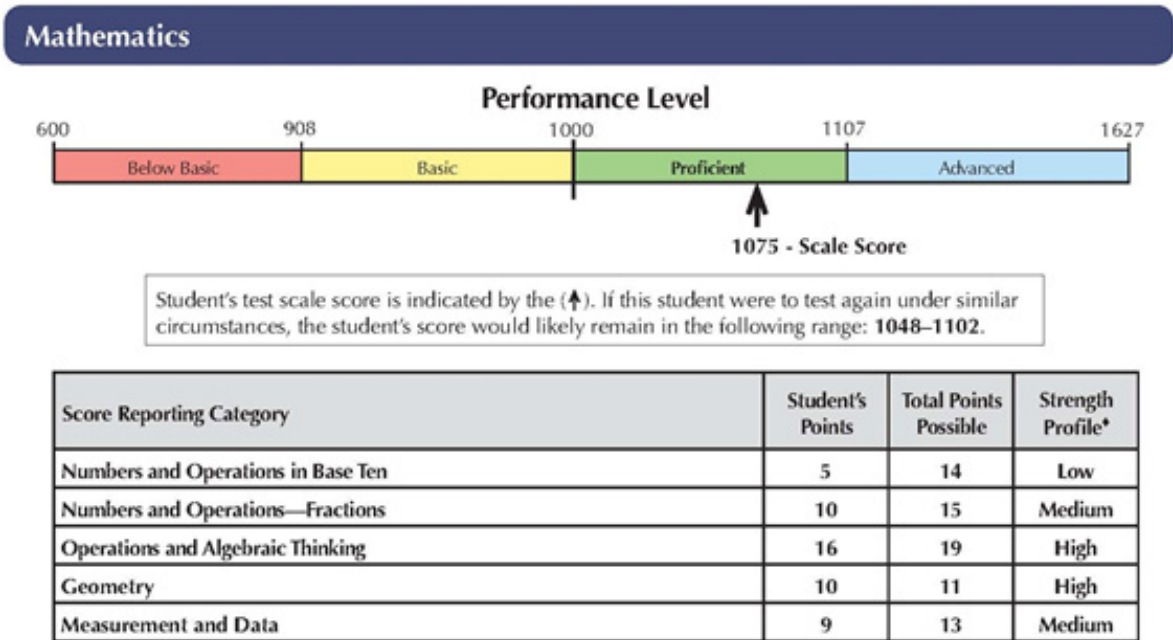 Mathematics
Performance Level
600 908 1000 1107 1627
Below Basic Basic Proficient Advanced
1075 - Scale Score
Student's test scale score is indicated by the (↑). If this student were to test again under similar
circumstances, the student's score would likely remain in the following range: 1048–1102.
Score Reporting Category Student's Points Total Points Possible Strength Profile♦
Numbers and Operations in Base Ten 5 14 Low
Numbers and Operations—Fractions 10 15 Medium
Operations and Algebraic Thinking 16 19 High
Geometry 10 11 High
Measurement and Data 9 13 Medium